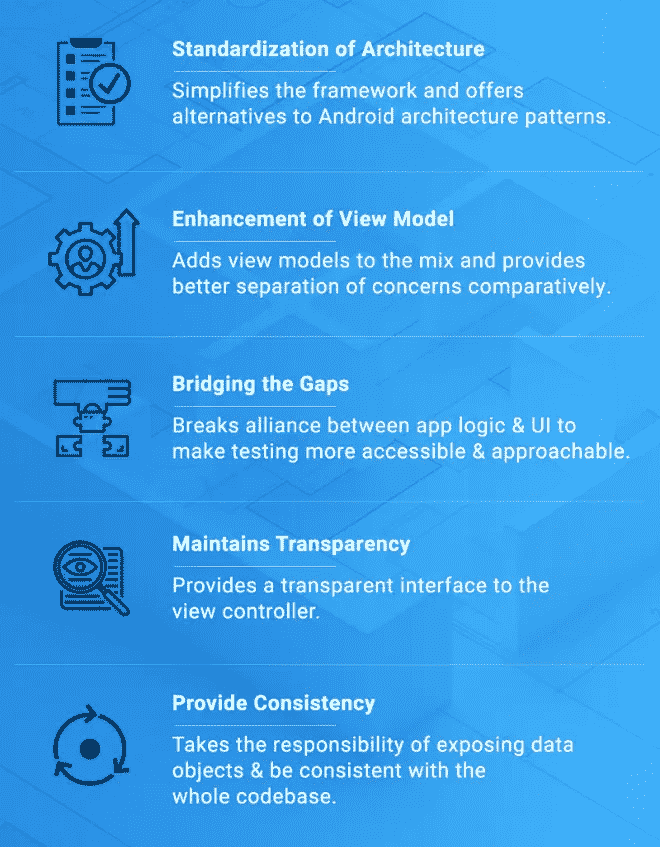 Standardization of Architecture
Simplifies the framework and offers
alternatives to Android architecture patterns.
Enhancement of View Model
Adds view models to the mix and provides
better separation of concerns comparatively.
Bridging the Gaps
Breaks alliance between app logic & UI to
make testing more accessible & approachable.
Maintains Transparency
Provides a transparent interface to the
view controller.
Provide Consistency
Takes the responsibility of exposing data
objects & be consistent with the
whole codebase.